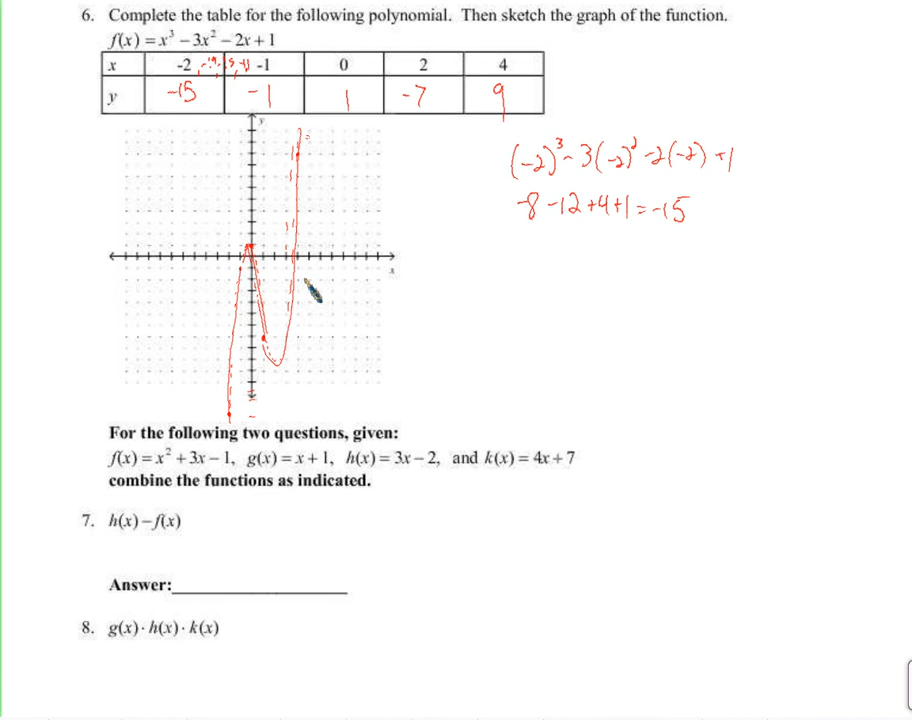 6. Complete the table for the following polynomial. Then sketch the graph of the function.
f(x) = x³ – 3x² – 2x + 1
x -2 -1 0 2 4
y -15 -1 1 -7 9
y
(-2)³ - 3(-2)² - 2(-2) + 1
-8 - 12 + 4 + 1 = -15
x
For the following two questions, given:
f(x) = x² + 3x – 1, g(x) = x + 1, h(x) = 3x – 2, and k(x) = 4x + 7
combine the functions as indicated.
7. h(x) – f(x)
Answer:
8. g(x) · h(x) · k(x)